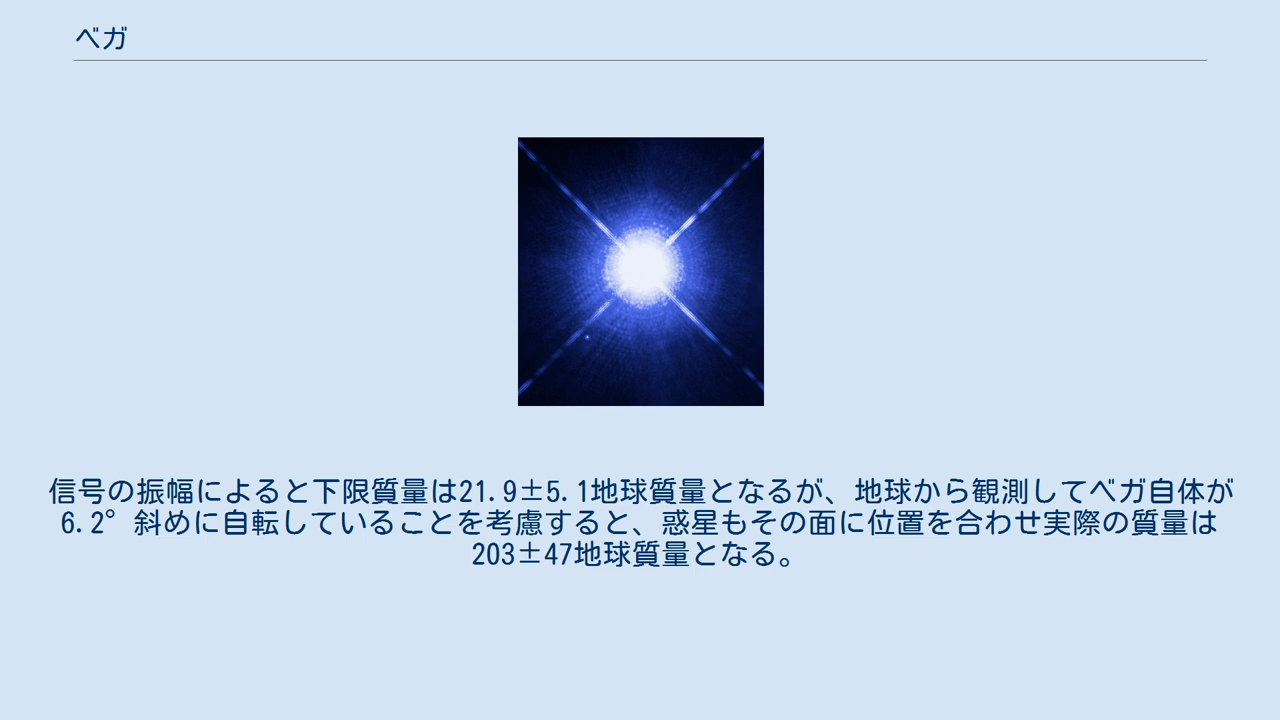 ベガ
信号の振幅によると下限質量は21.9±5.1地球質量となるが、地球から観測してベガ自体が
6.2°斜めに自転していることを考慮すると、惑星もその面に位置を合わせ実際の質量は
203±47地球質量となる。